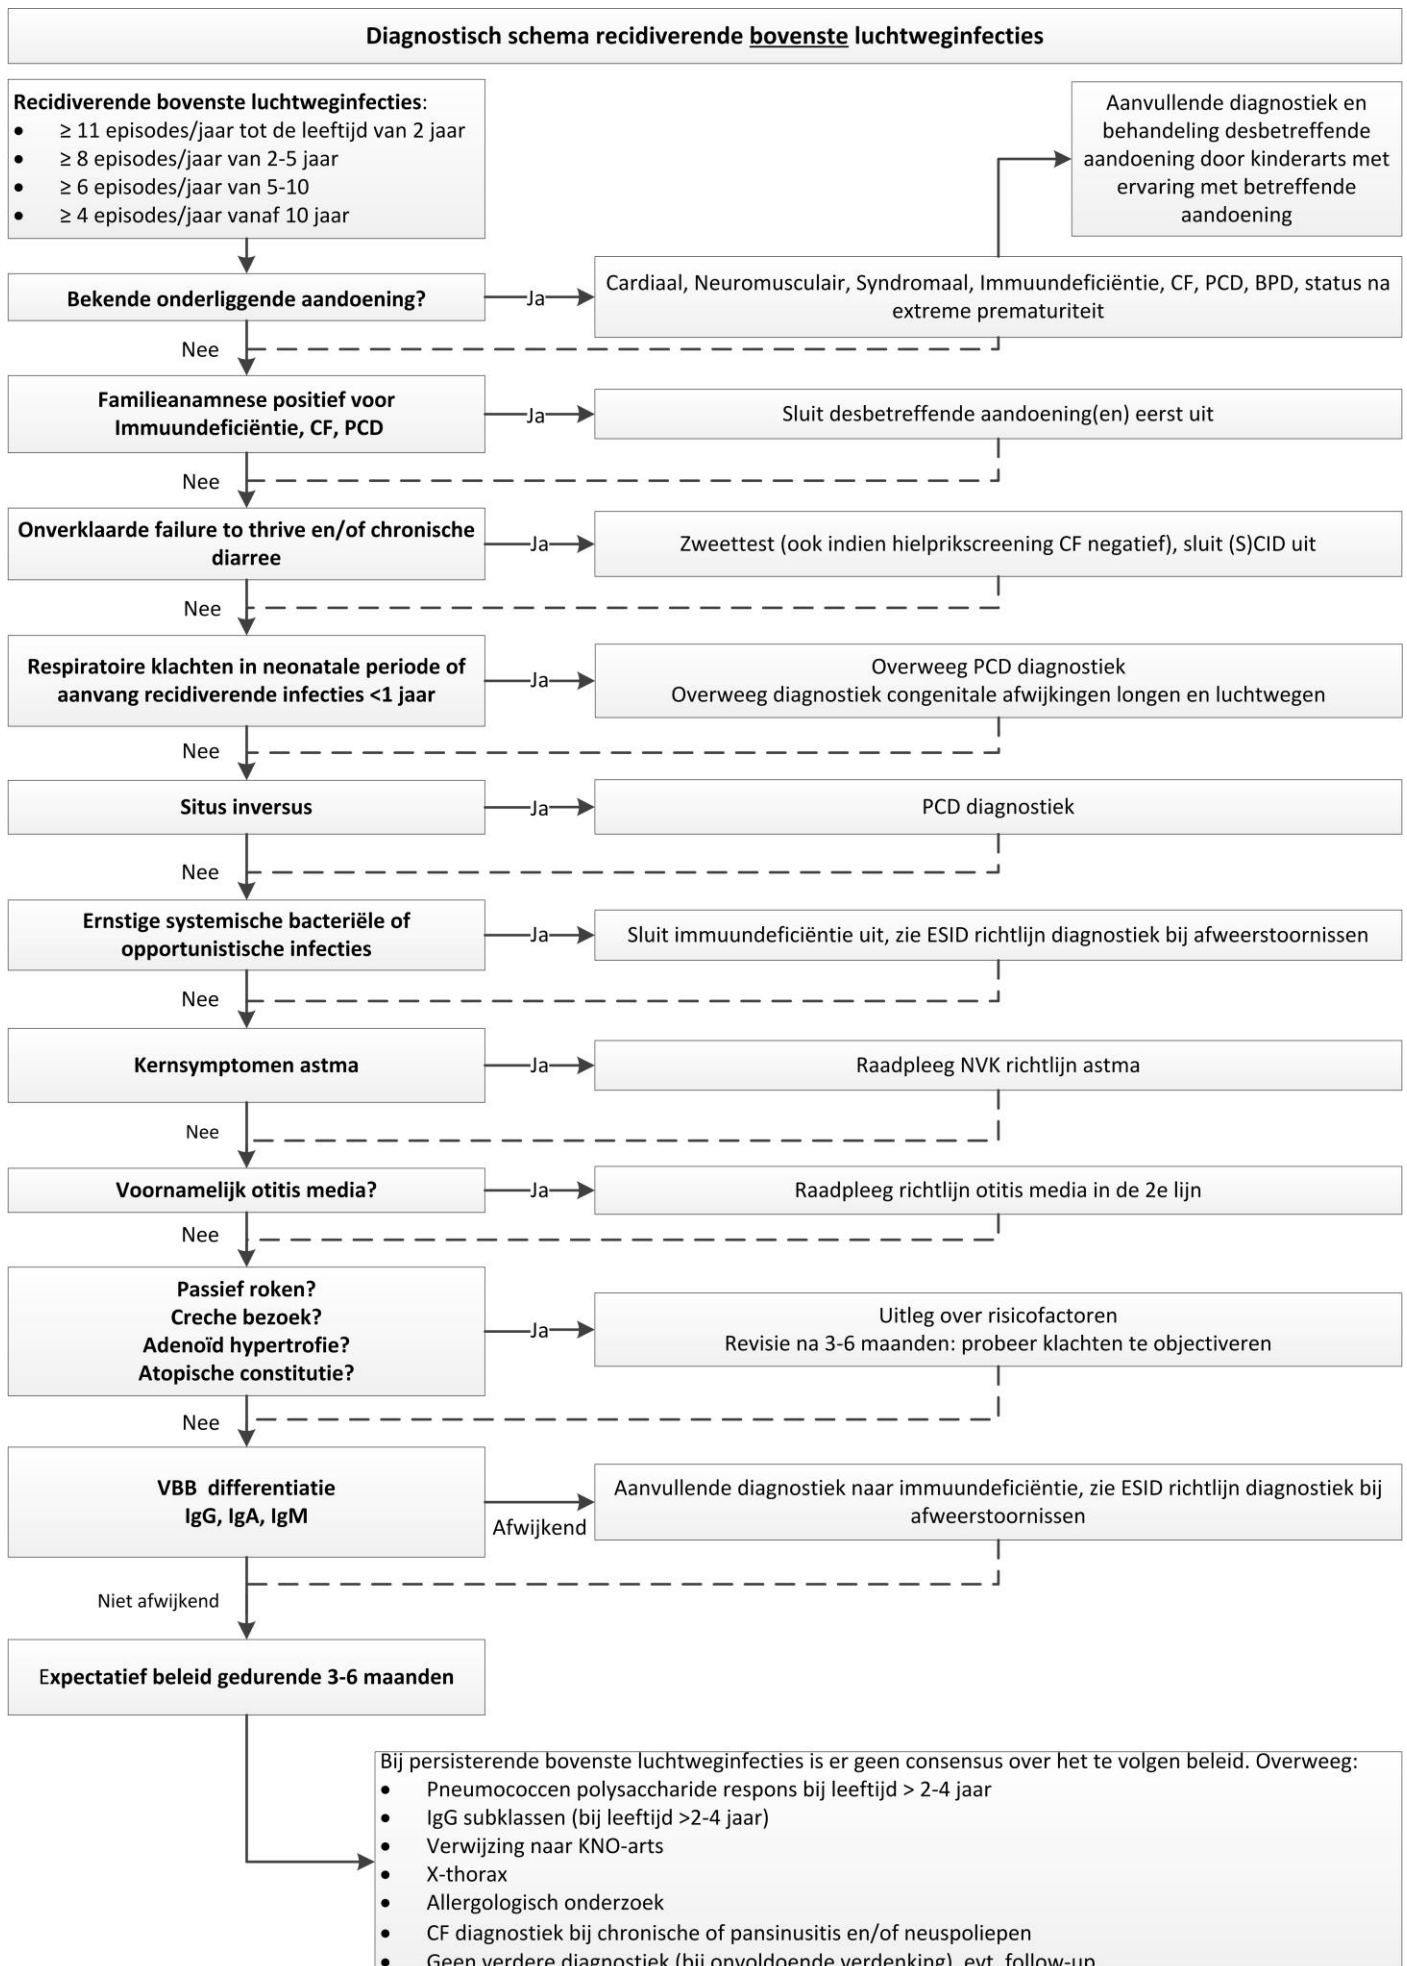 Diagnostisch schema recidiverende bovenste luchtweginfecties
Recidiverende bovenste luchtweginfecties:
• ≥ 11 episodes/jaar tot de leeftijd van 2 jaar
• ≥ 8 episodes/jaar van 2-5 jaar
• ≥ 6 episodes/jaar van 5-10
• ≥ 4 episodes/jaar vanaf 10 jaar
Aanvullende diagnostiek en
behandeling desbetreffende
aandoening door kinderarts met
ervaring met betreffende
aandoening
Bekende onderliggende aandoening?
Ja
Cardiaal, Neuromusculair, Syndromaal, Immuundeficiëntie, CF, PCD, BPD, status na
extreme prematuriteit
Nee
Familieanamnese positief voor
Immuundeficiëntie, CF, PCD
Ja
Sluit desbetreffende aandoening(en) eerst uit
Nee
Onverklaarde failure to thrive en/of chronische
diarree
Ja
Zweettest (ook indien hielprikscreening CF negatief), sluit (S)CID uit
Nee
Respiratoire klachten in neonatale periode of
aanvang recidiverende infecties <1 jaar
Ja
Overweeg PCD diagnostiek
Overweeg diagnostiek congenitale afwijkingen longen en luchtwegen
Nee
Situs inversus
Ja
PCD diagnostiek
Nee
Ernstige systemische bacteriële of
opportunistische infecties
Ja
Sluit immuundeficiëntie uit, zie ESID richtlijn diagnostiek bij afweerstoornissen
Nee
Kernsymptomen astma
Ja
Raadpleeg NVK richtlijn astma
Nee
Voornamelijk otitis media?
Ja
Raadpleeg richtlijn otitis media in de 2e lijn
Nee
Passief roken?
Creche bezoek?
Adenoïd hypertrofie?
Atopische constitutie?
Ja
Uitleg over risicofactoren
Revisie na 3-6 maanden: probeer klachten te objectiveren
Nee
VBB differentiatie
IgG, IgA, IgM
Afwijkend
Aanvullende diagnostiek naar immuundeficiëntie, zie ESID richtlijn diagnostiek bij
afweerstoornissen
Niet afwijkend
Expectatief beleid gedurende 3-6 maanden
Bij persisterende bovenste luchtweginfecties is er geen consensus over het te volgen beleid. Overweeg:
• Pneumococcen polysaccharide respons bij leeftijd > 2-4 jaar
• IgG subklassen (bij leeftijd >2-4 jaar)
• Verwijzing naar KNO-arts
• X-thorax
• Allergologisch onderzoek
• CF diagnostiek bij chronische of pansinusitis en/of neuspoliepen
• Geen verdere diagnostiek (bij onvoldoende verdenking), evt. follow-up